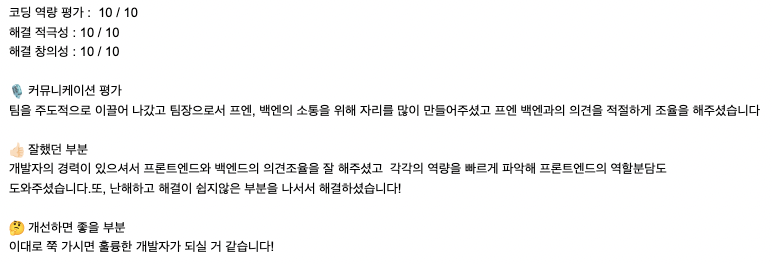 코딩 역량 평가 :  10 / 10
해결 적극성 : 10 / 10
해결 창의성 : 10 / 10
🎙️ 커뮤니케이션 평가
팀을 주도적으로 이끌어 나갔고 팀장으로서 프엔, 백엔의 소통을 위해 자리를 많이 만들어주셨고 프엔 백엔과의 의견을 적절하게 조율을 해주셨습니다
👍🏻 잘했던 부분
개발자의 경력이 있으셔서 프론트엔드와 백엔드의 의견조율을 잘 해주셨고  각각의 역량을 빠르게 파악해 프론트엔드의 역할분담도
도와주셨습니다.또, 난해하고 해결이 쉽지않은 부분을 나서서 해결하셨습니다!
🤔 개선하면 좋을 부분
이대로 쭉 가시면 훌륭한 개발자가 되실 거 같습니다!